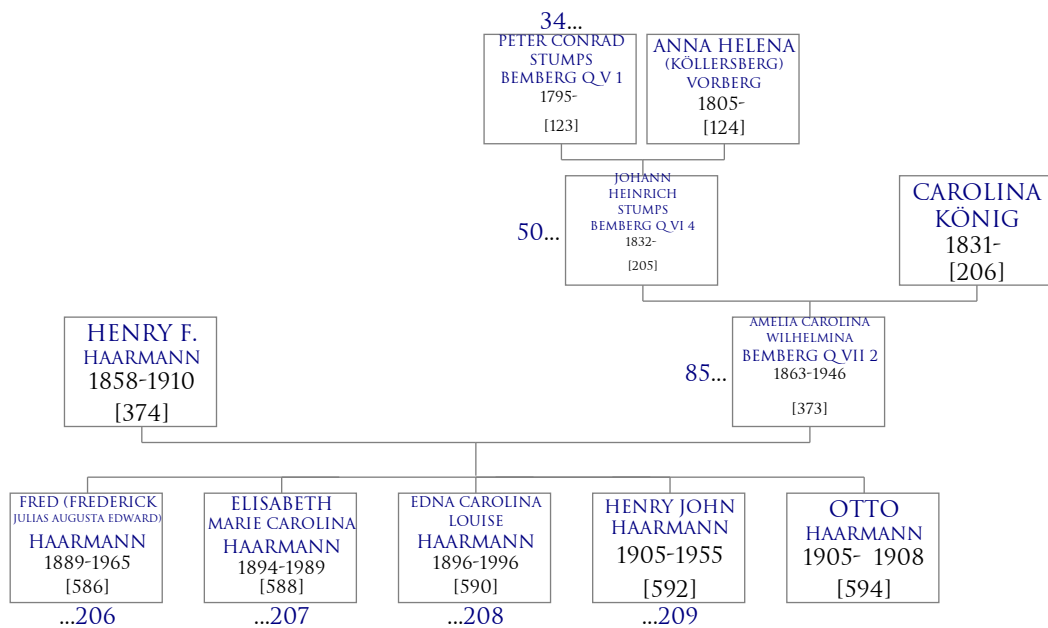 34...
PETER CONRAD
STUMPS
BEMBERG Q V 1
1795-
[123]
ANNA HELENA
(KÖLLERSBERG)
VORBERG
1805-
[124]
50...
JOHANN
HEINRICH
STUMPS
BEMBERG Q VI 4
1832-
[205]
CAROLINA
KÖNIG
1831-
[206]
HENRY F.
HAARMANN
1858-1910
[374]
85...
AMELIA CAROLINA
WILHELMINA
BEMBERG Q VII 2
1863-1946
[373]
FRED (FREDERICK
JULIAS AUGUSTA EDWARD)
HAARMANN
1889-1965
[586]
...206
ELISABETH
MARIE CAROLINA
HAARMANN
1894-1989
[588]
...207
EDNA CAROLINA
LOUISE
HAARMANN
1896-1996
[590]
...208
HENRY JOHN
HAARMANN
1905-1955
[592]
...209
OTTO
HAARMANN
1905- 1908
[594]